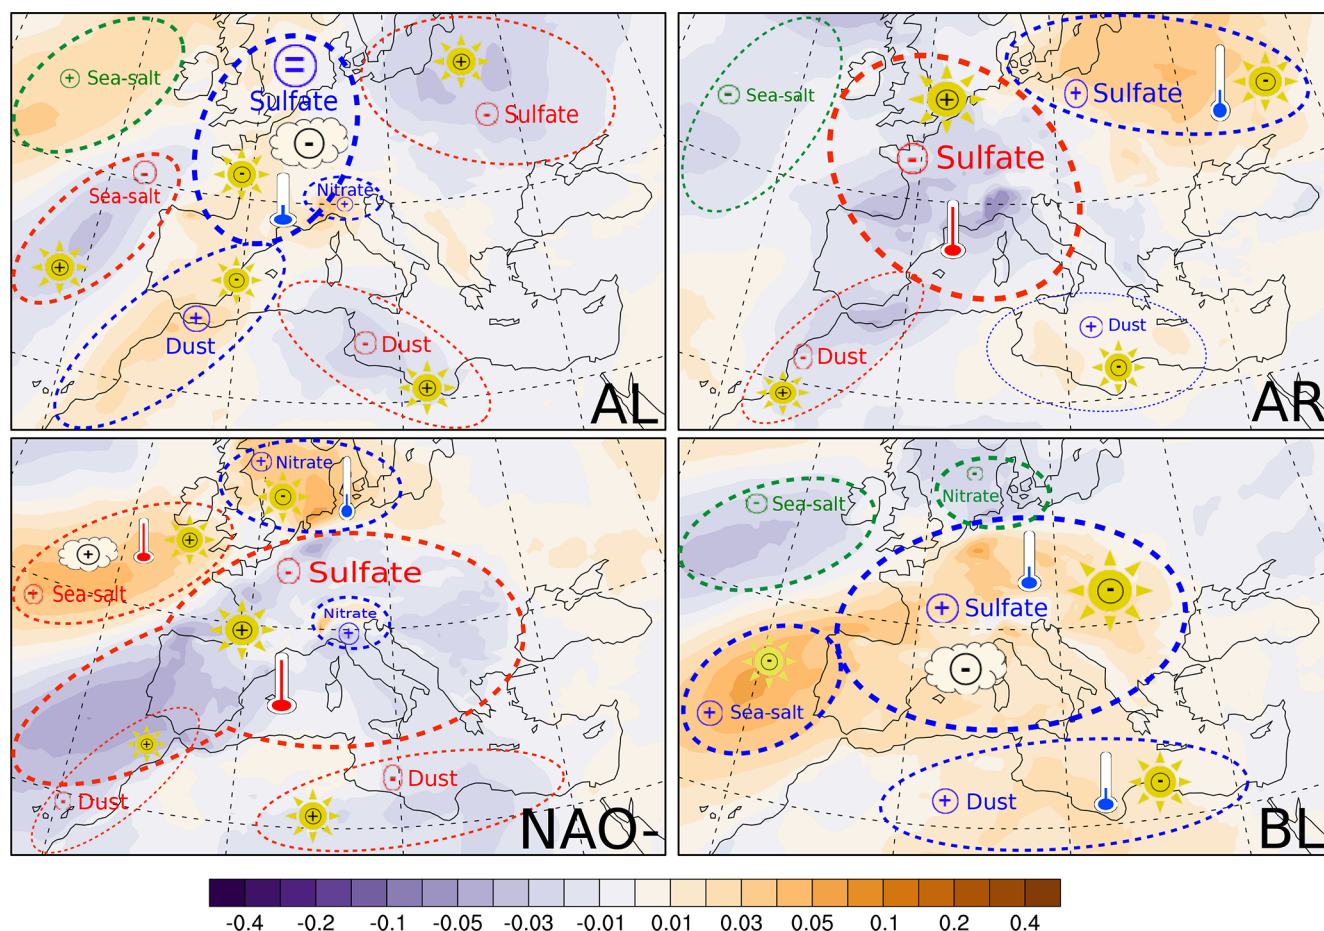 + Sea-salt
=
Sulfate
-
+
- Sulfate
-
Sea-salt
-
Nitrate
+
+
-
+
Dust
- Dust
+
AL
- Sea-salt
+
- Sulfate
+ Sulfate
-
- Dust
+
+ Dust
-
AR
+ Nitrate
-
+
+
+ Sea-salt
- Sulfate
+
Nitrate
+
+
- Dust
- Dust
+
NAO-
- Sea-salt
-
Nitrate
+ Sulfate
-
-
-
+ Sea-salt
+ Dust
-
BL
-0.4 -0.2 -0.1 -0.05 -0.03 -0.01 0.01 0.03 0.05 0.1 0.2 0.4